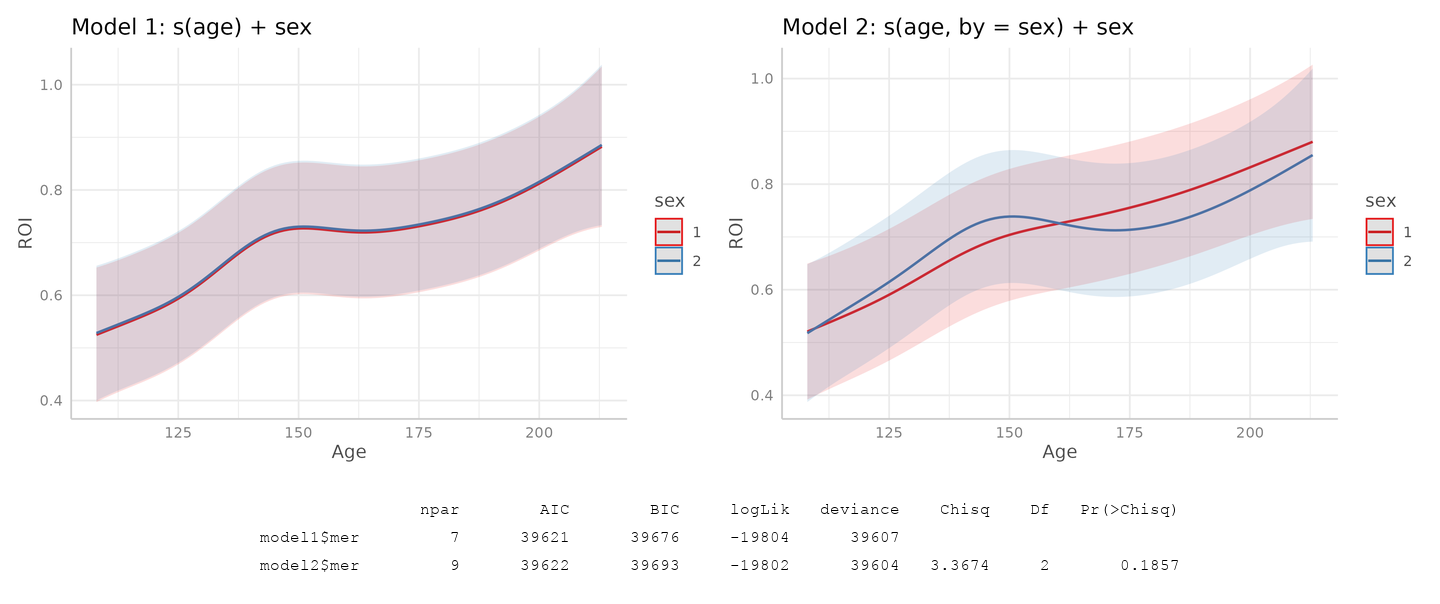 Model 1: s(age) + sex
1.0
0.8
0.6
0.4
ROI
125 150 175 200
Age
sex
1
2
Model 2: s(age, by = sex) + sex
1.0
0.8
0.6
0.4
ROI
125 150 175 200
Age
sex
1
2
npar AIC BIC logLik deviance Chisq Df Pr(>Chisq)
model1$mer 7 39621 39676 -19804 39607
model2$mer 9 39622 39693 -19802 39604 3.3674 2 0.1857